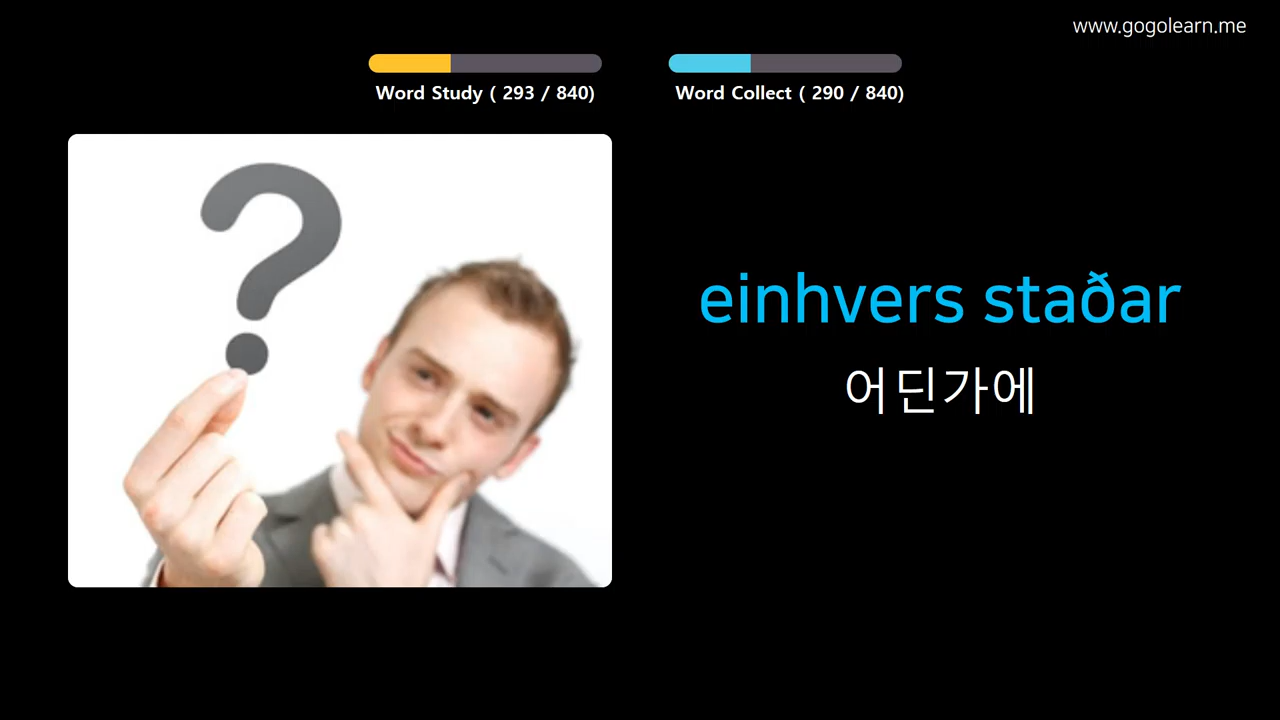 www.gogolearn.me
Word Study ( 293 / 840)
Word Collect ( 290 / 840)
?
einhvers staðar
어딘가에